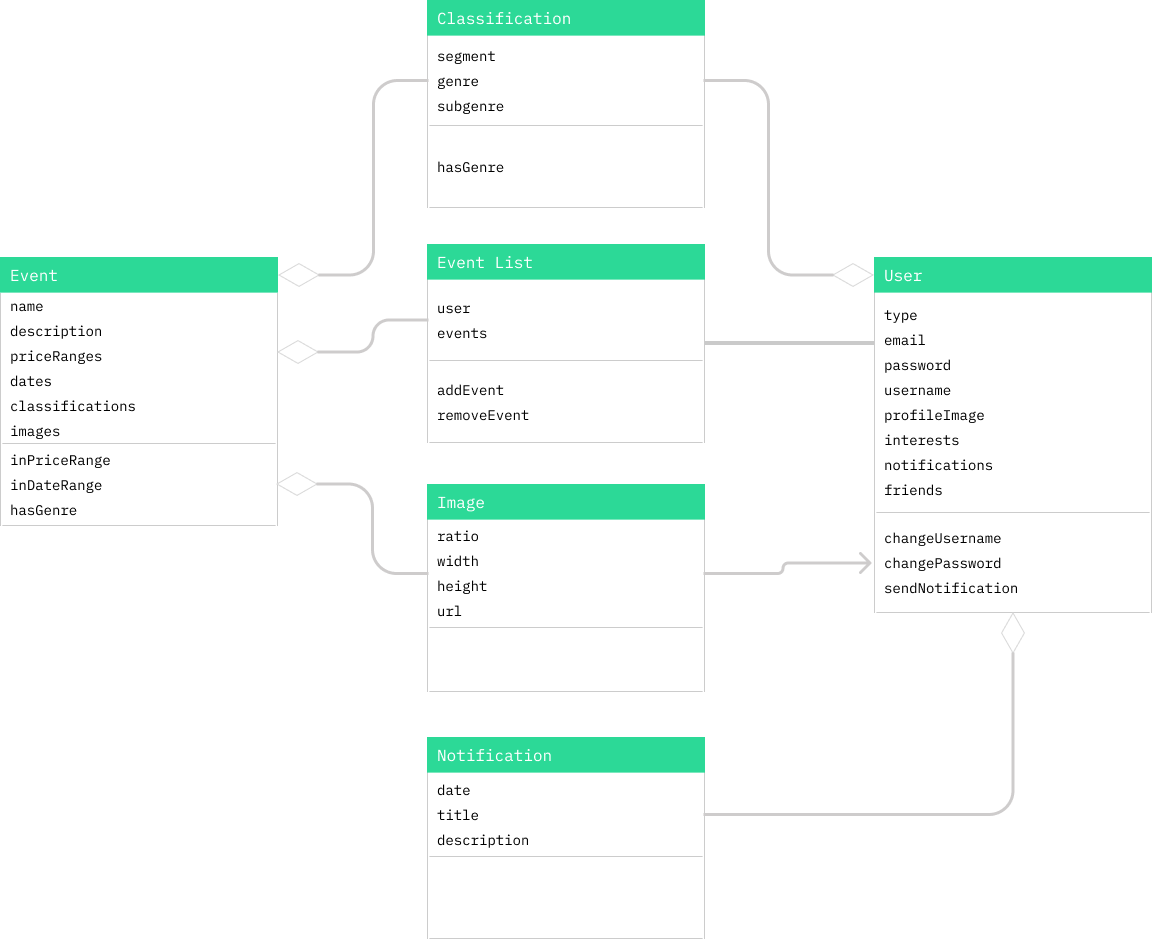 Classification
segment
genre
subgenre
hasGenre
Event
name
description
priceRanges
dates
classifications
images
inPriceRange
inDateRange
hasGenre
Event List
user
events
addEvent
removeEvent
User
type
email
password
username
profileImage
interests
notifications
friends
changeUsername
changePassword
sendNotification
Image
ratio
width
height
url
Notification
date
title
description